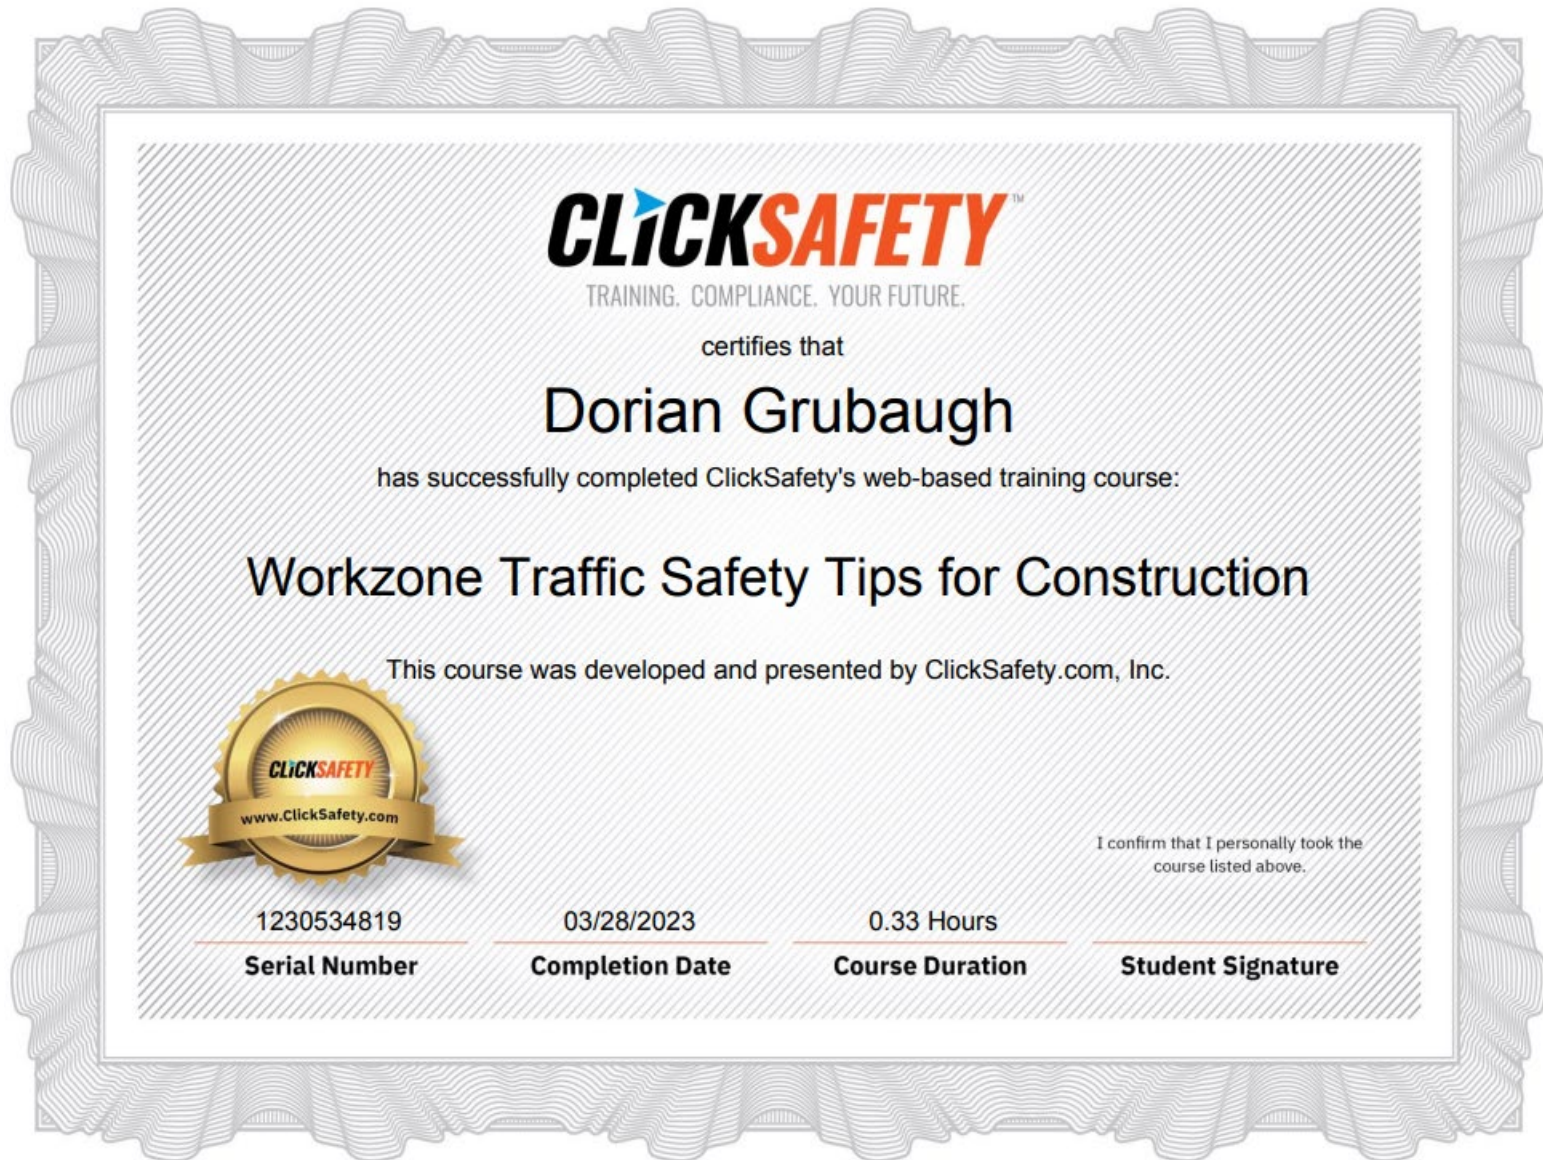 CLICKSAFETY™
TRAINING. COMPLIANCE. YOUR FUTURE.
certifies that
Dorian Grubaugh
has successfully completed ClickSafety's web-based training course:
Workzone Traffic Safety Tips for Construction
This course was developed and presented by ClickSafety.com, Inc.
CLICKSAFETY
www.ClickSafety.com
I confirm that I personally took the
course listed above.
1230534819 03/28/2023 0.33 Hours
Serial Number Completion Date Course Duration Student Signature